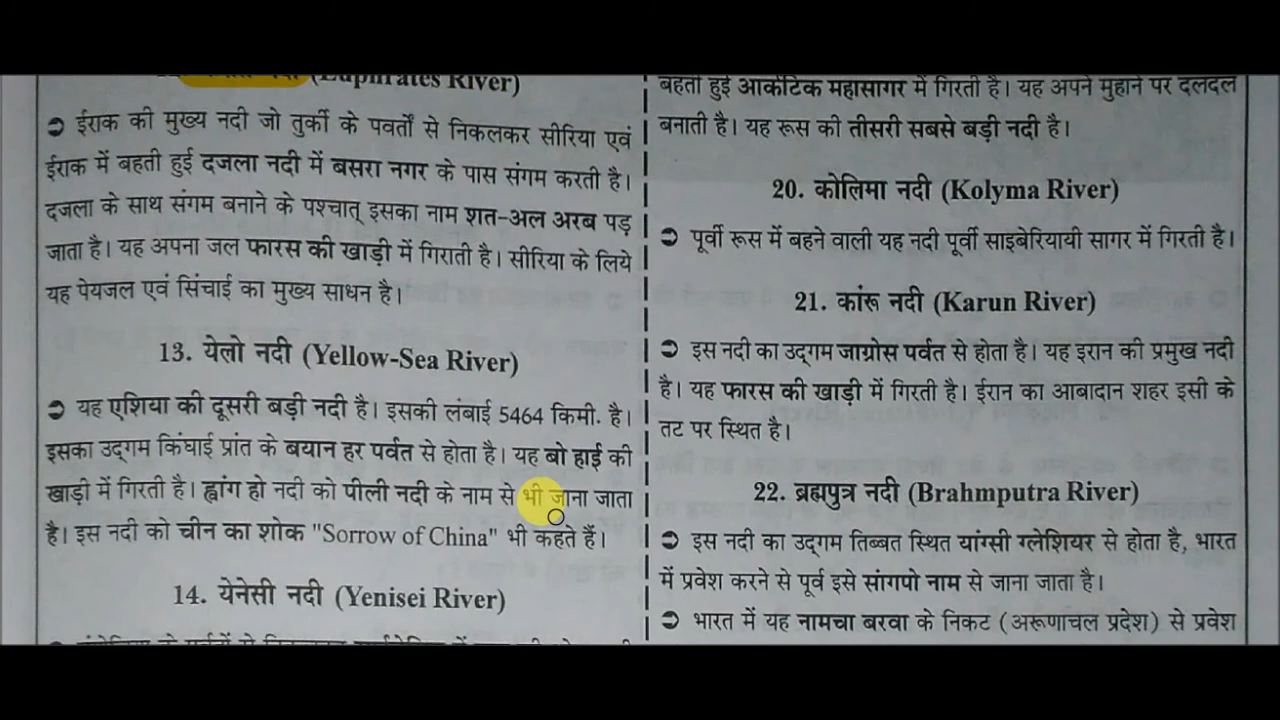 (Euphrates River)
➲ ईराक की मुख्य नदी जो तुर्की के पवर्तों से निकलकर सीरिया एवं
ईराक में बहती हुई दजला नदी में बसरा नगर के पास संगम करती है।
दजला के साथ संगम बनाने के पश्चात् इसका नाम शत-अल अरब पड़
जाता है। यह अपना जल फारस की खाड़ी में गिराती है। सीरिया के लिये
यह पेयजल एवं सिंचाई का मुख्य साधन है।
13. येलो नदी (Yellow-Sea River)
➲ यह एशिया की दूसरी बड़ी नदी है। इसकी लंबाई 5464 किमी. है।
इसका उद्गम किंघाई प्रांत के बयान हर पर्वत से होता है। यह बो हाई की
खाड़ी में गिरती है। ह्वांग हो नदी को पीली नदी के नाम से भी जाना जाता
है। इस नदी को चीन का शोक "Sorrow of China" भी कहते हैं।
14. येनेसी नदी (Yenisei River)
बहती हुई आर्कटिक महासागर में गिरती है। यह अपने मुहाने पर दलदल
बनाती है। यह रूस की तीसरी सबसे बड़ी नदी है।
20. कोलिमा नदी (Kolyma River)
➲ पूर्वी रूस में बहने वाली यह नदी पूर्वी साइबेरियायी सागर में गिरती है।
21. कांरू नदी (Karun River)
➲ इस नदी का उद्गम जाग्रोस पर्वत से होता है। यह इरान की प्रमुख नदी
है। यह फारस की खाड़ी में गिरती है। ईरान का आबादान शहर इसी के
तट पर स्थित है।
22. ब्रह्मपुत्र नदी (Brahmputra River)
➲ इस नदी का उद्गम तिब्बत स्थित यांग्सी ग्लेशियर से होता है, भारत
में प्रवेश करने से पूर्व इसे सांगपो नाम से जाना जाता है।
➲ भारत में यह नामचा बरवा के निकट (अरूणाचल प्रदेश) से प्रवेश